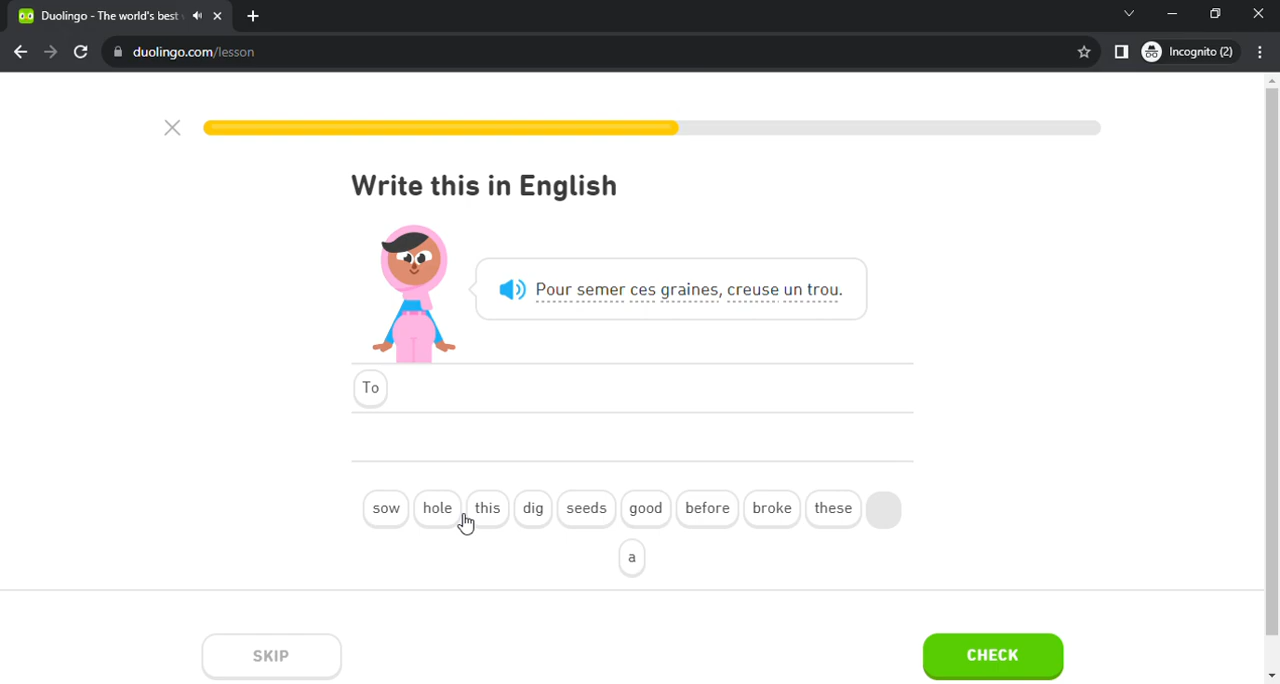 Duolingo - The world's best
duolingo.com/lesson
Incognito (2)
Write this in English
Pour semer ces graines, creuse un trou.
To
sow hole this dig seeds good before broke these
a
SKIP
CHECK